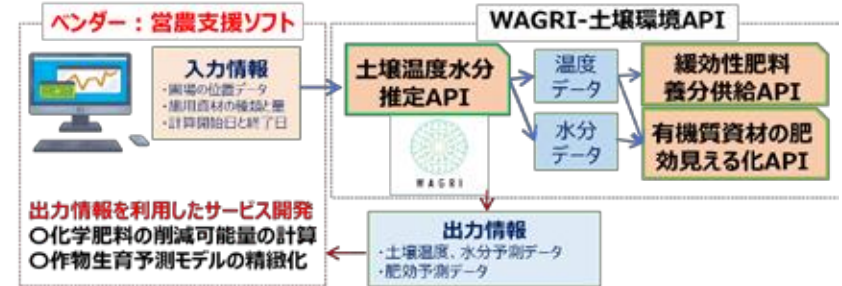 ベンダー：営農支援ソフト
入力情報
・圃場の位置データ
・施用資材の種類と量
・計算開始日と終了日
出力情報を利用したサービス開発
〇化学肥料の削減可能量の計算
〇作物生育予測モデルの精緻化
WAGRI-土壌環境API
土壌温度水分
推定API
WAGRI
温度
データ
水分
データ
緩効性肥料
養分供給API
有機質資材の肥
効見える化API
出力情報
・土壌温度、水分予測データ
・肥効予測データ